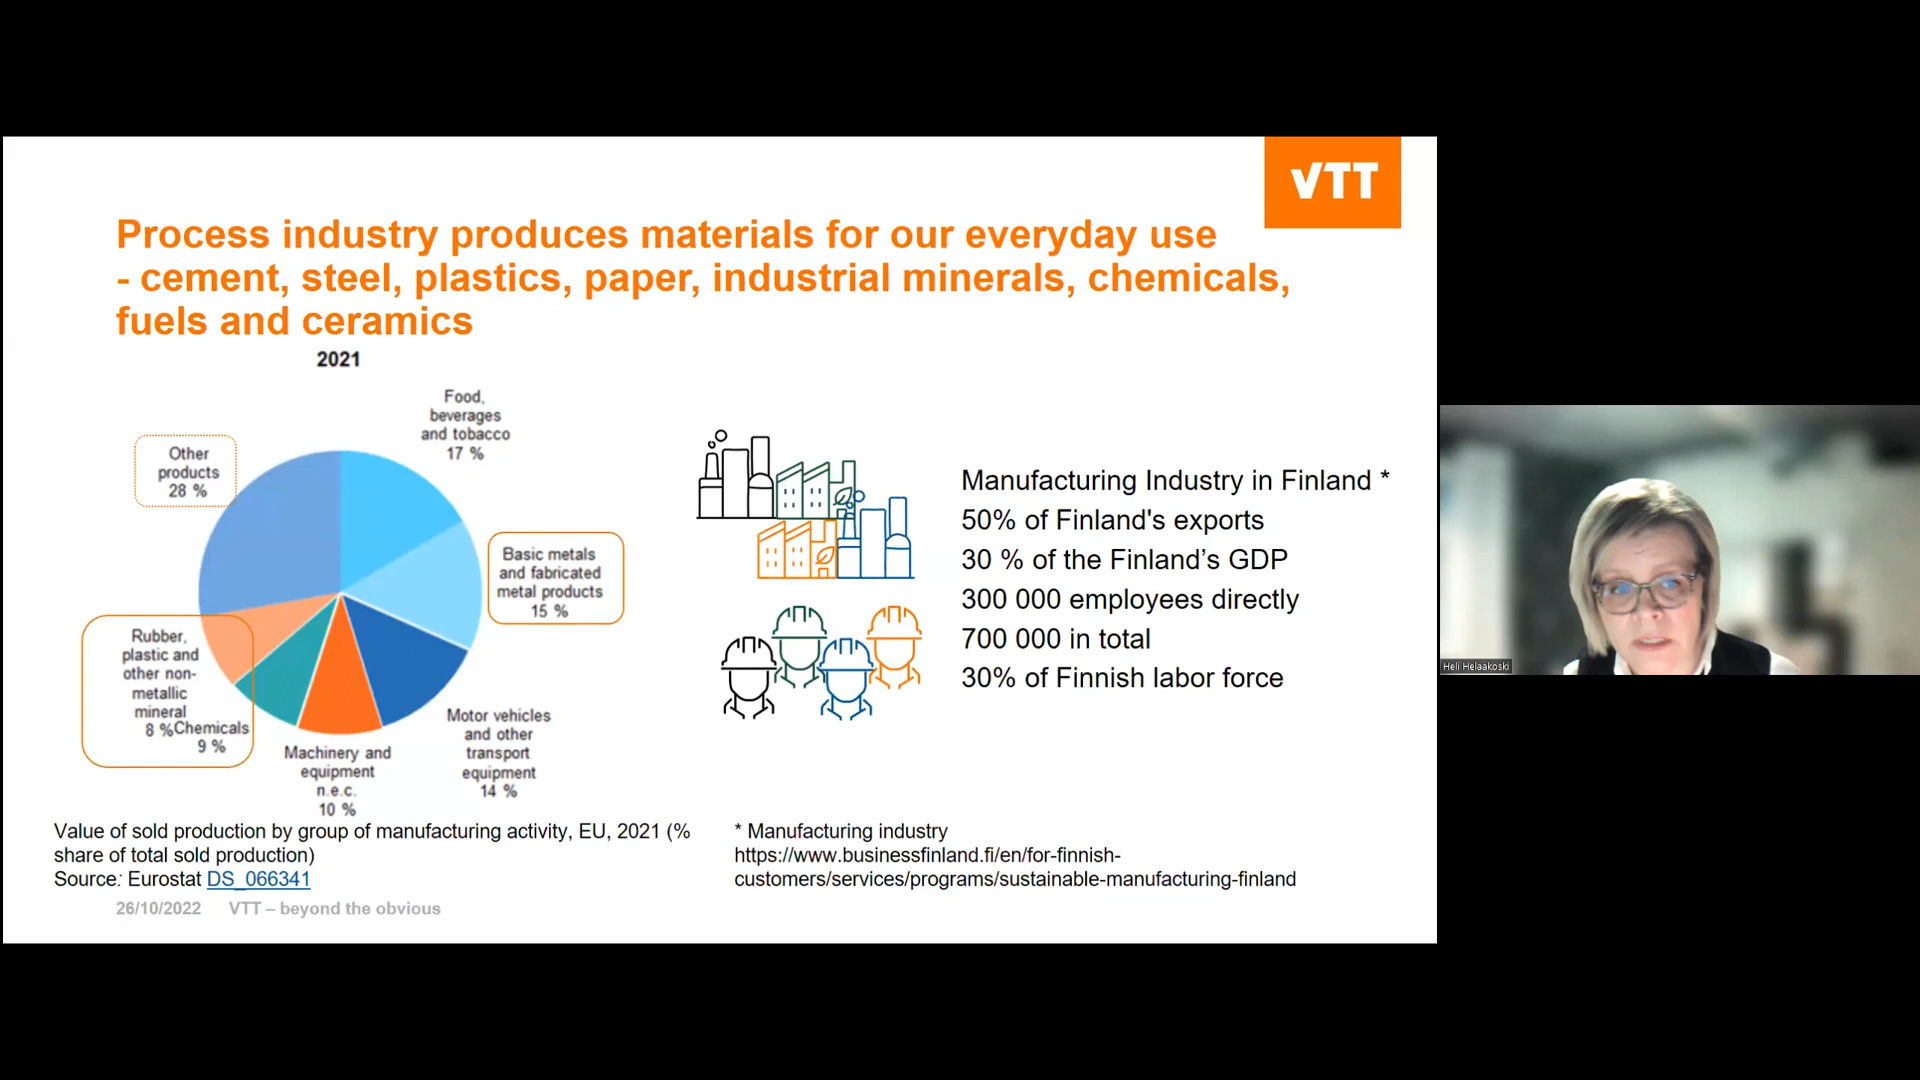 VTT
Process industry produces materials for our everyday use
- cement, steel, plastics, paper, industrial minerals, chemicals,
fuels and ceramics
2021
Food,
beverages
and tobacco
17 %
Other
products
28 %
Basic metals
and fabricated
metal products
15 %
Rubber,
plastic and
other non-
metallic
mineral
8 %
Chemicals
9 %
Machinery and
equipment
n.e.c.
10 %
Motor vehicles
and other
transport
equipment
14 %
Manufacturing Industry in Finland *
50% of Finland's exports
30 % of the Finland’s GDP
300 000 employees directly
700 000 in total
30% of Finnish labor force
Value of sold production by group of manufacturing activity, EU, 2021 (%
share of total sold production)
Source: Eurostat DS_066341
* Manufacturing industry
https://www.businessfinland.fi/en/for-finnish-
customers/services/programs/sustainable-manufacturing-finland
26/10/2022 VTT – beyond the obvious
Heli Helaakoski